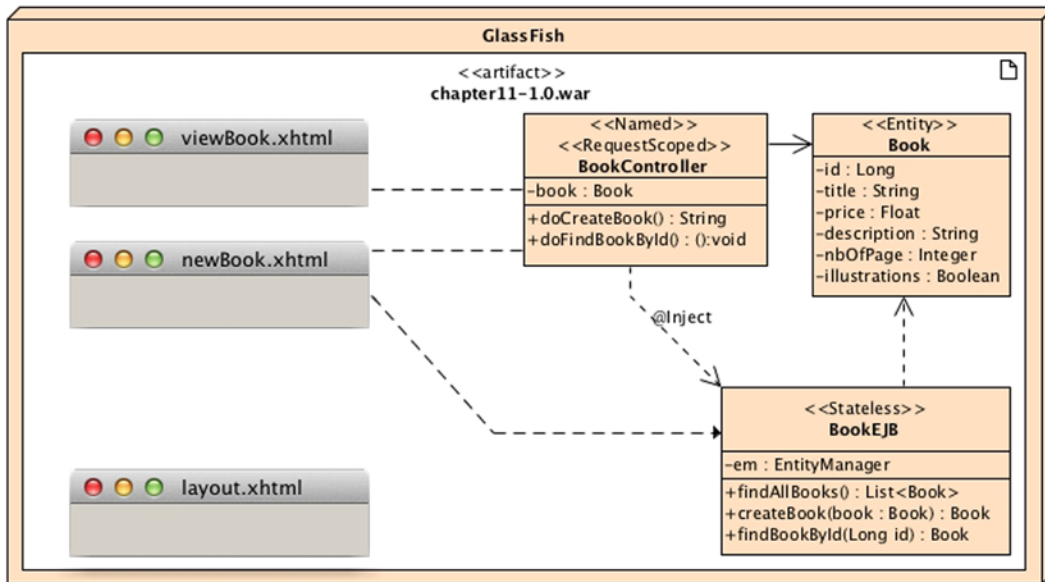 GlassFish
<<artifact>>
chapter11-1.0.war
viewBook.xhtml
newBook.xhtml
layout.xhtml
<<Named>>
<<RequestScoped>>
BookController
-book : Book
+doCreateBook() : String
+doFindBookById() : ():void
<<Entity>>
Book
-id : Long
-title : String
-price : Float
-description : String
-nbOfPage : Integer
-illustrations : Boolean
@Inject
<<Stateless>>
BookEJB
-em : EntityManager
+findAllBooks() : List<Book>
+createBook(book : Book) : Book
+findBookById(Long id) : Book